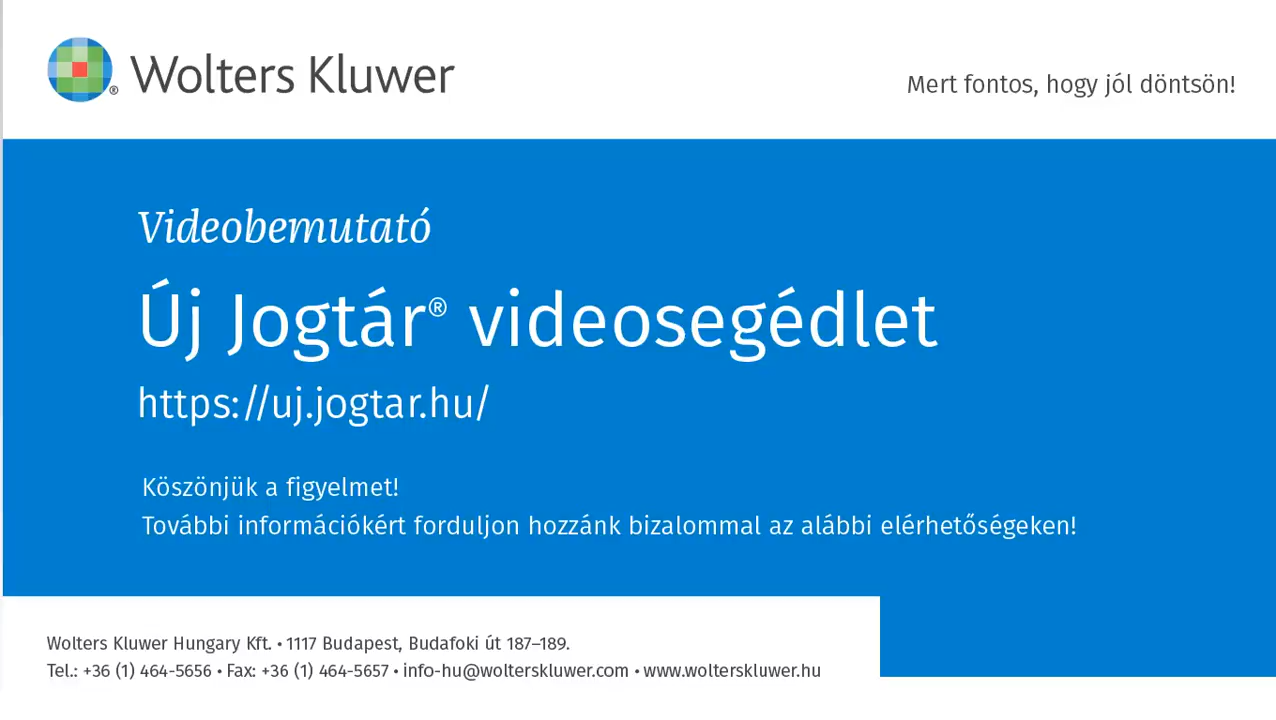 Wolters Kluwer®
Mert fontos, hogy jól döntsön!
Videobemutató
Új Jogtár® videosegédlet
https://uj.jogtar.hu/
Köszönjük a figyelmet!
További információkért forduljon hozzánk bizalommal az alábbi elérhetőségeken!
Wolters Kluwer Hungary Kft. • 1117 Budapest, Budafoki út 187–189.
Tel.: +36 (1) 464-5656 • Fax: +36 (1) 464-5657 • info-hu@wolterskluwer.com • www.wolterskluwer.hu